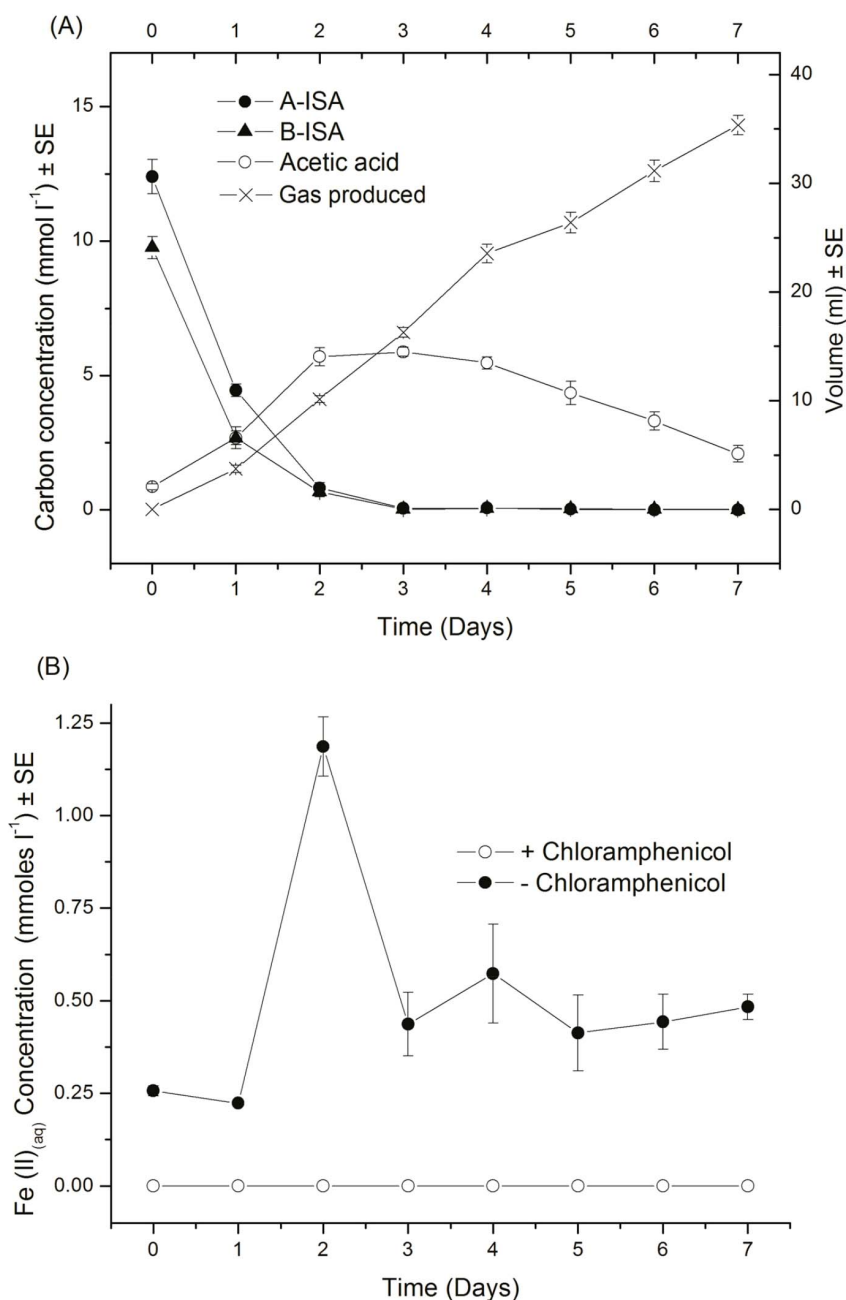 (A)
0 1 2 3 4 5 6 7
15
10
5
0
Carbon concentration (mmol l⁻¹) ± SE
A-ISA
B-ISA
Acetic acid
Gas produced
40
30
20
10
0
Volume (ml) ± SE
0 1 2 3 4 5 6 7
Time (Days)
(B)
1.25
1.00
0.75
0.50
0.25
0.00
Fe (II)(aq) Concentration (mmoles l⁻¹) ± SE
+ Chloramphenicol
- Chloramphenicol
0 1 2 3 4 5 6 7
Time (Days)